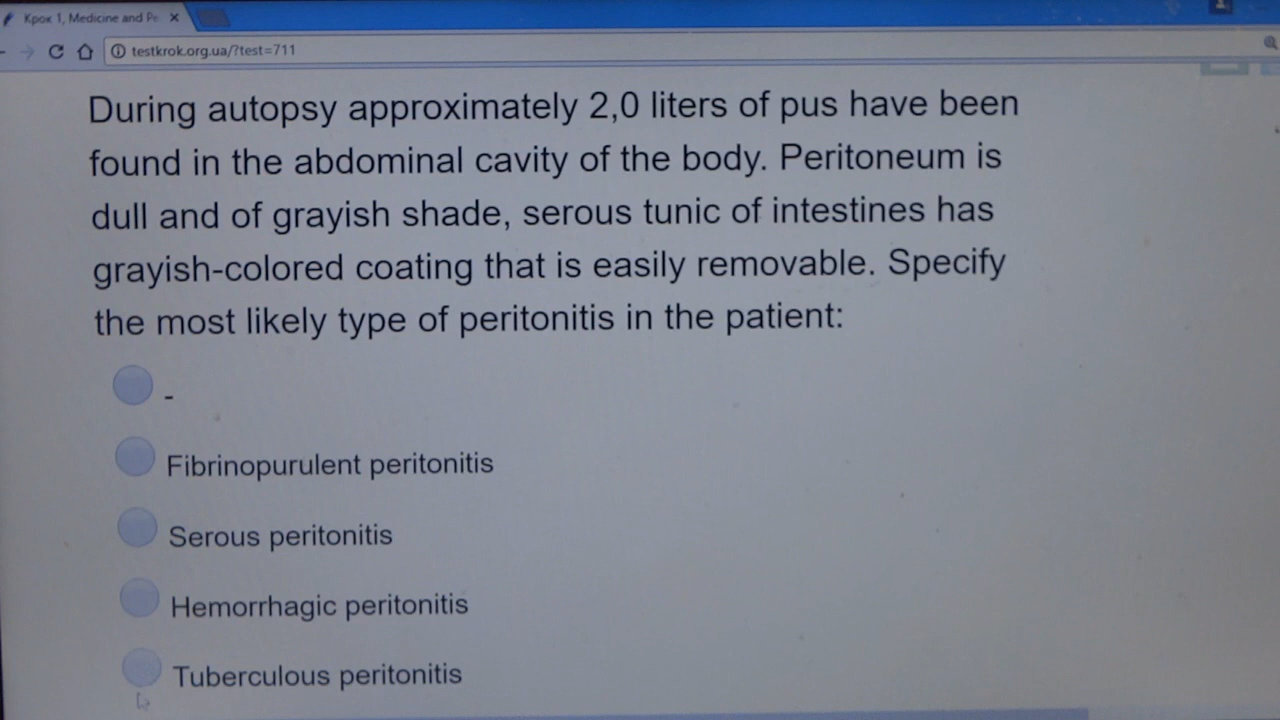 Крок 1, Medicine and Pr
testkrok.org.ua/?test=711
During autopsy approximately 2,0 liters of pus have been
found in the abdominal cavity of the body. Peritoneum is
dull and of grayish shade, serous tunic of intestines has
grayish-colored coating that is easily removable. Specify
the most likely type of peritonitis in the patient:
-
Fibrinopurulent peritonitis
Serous peritonitis
Hemorrhagic peritonitis
Tuberculous peritonitis